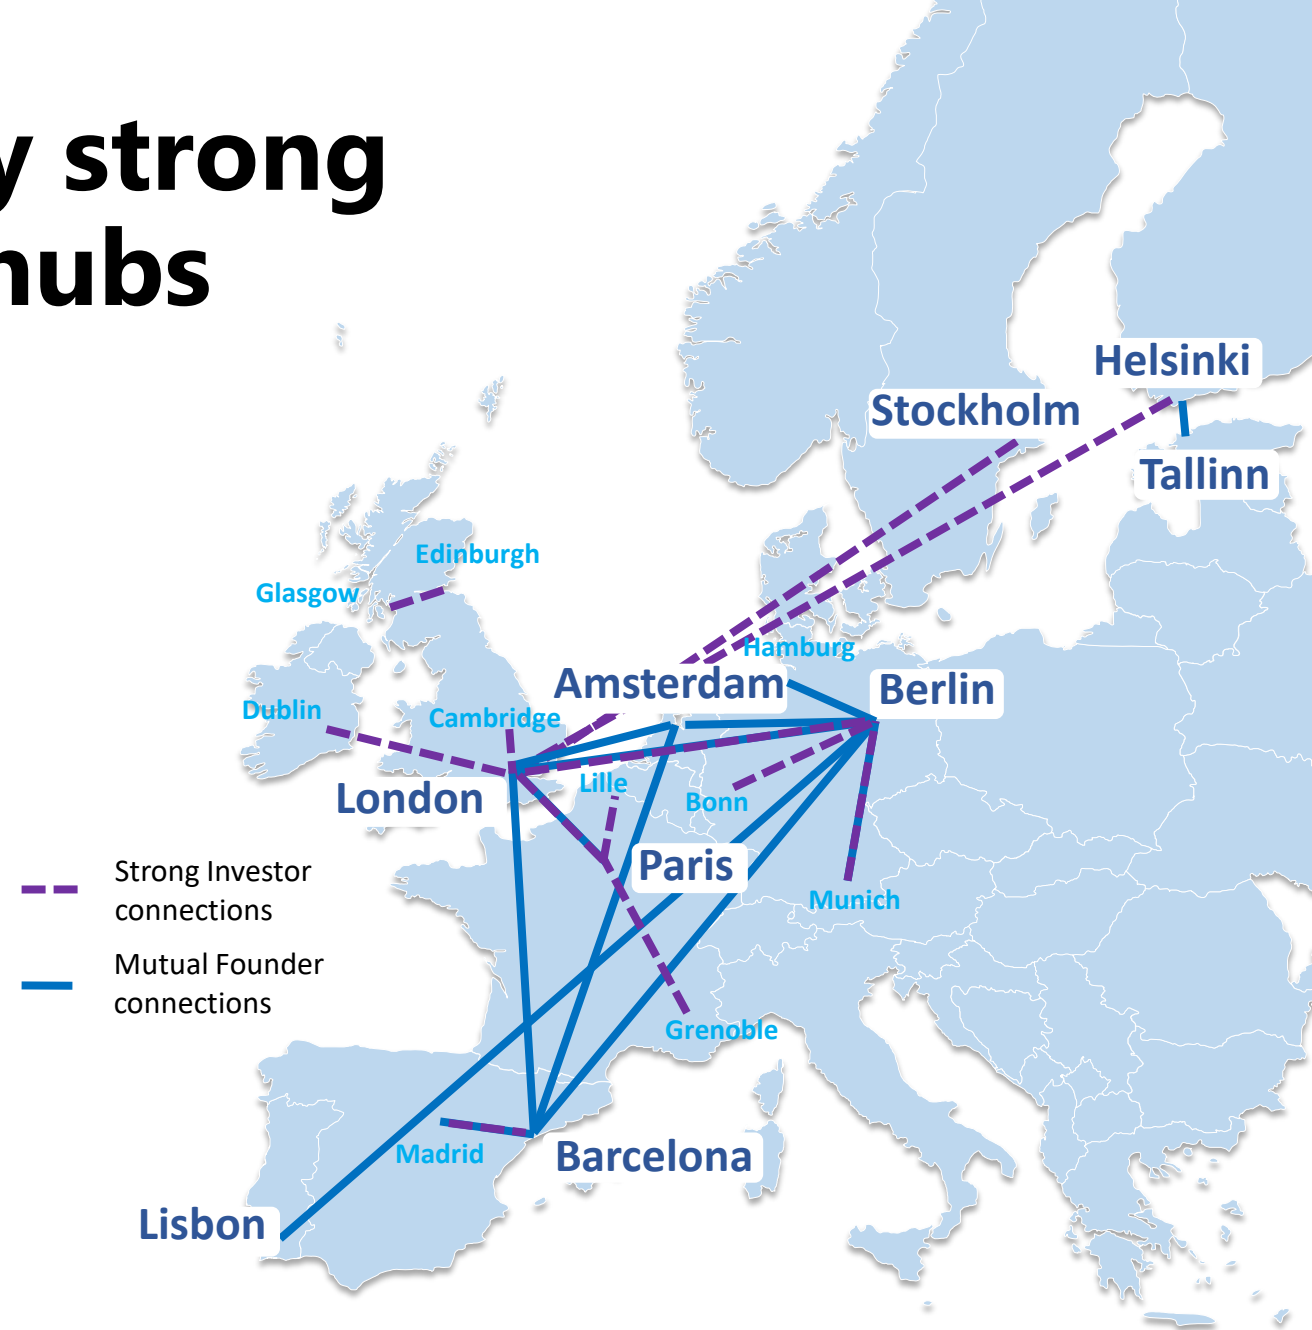 y strong
hubs
Helsinki
Stockholm
Tallinn
Edinburgh
Glasgow
Hamburg
Amsterdam
Berlin
Dublin
Cambridge
Lille
London
Bonn
Paris
Strong Investor
connections
Munich
Mutual Founder
connections
Grenoble
Madrid
Barcelona
Lisbon